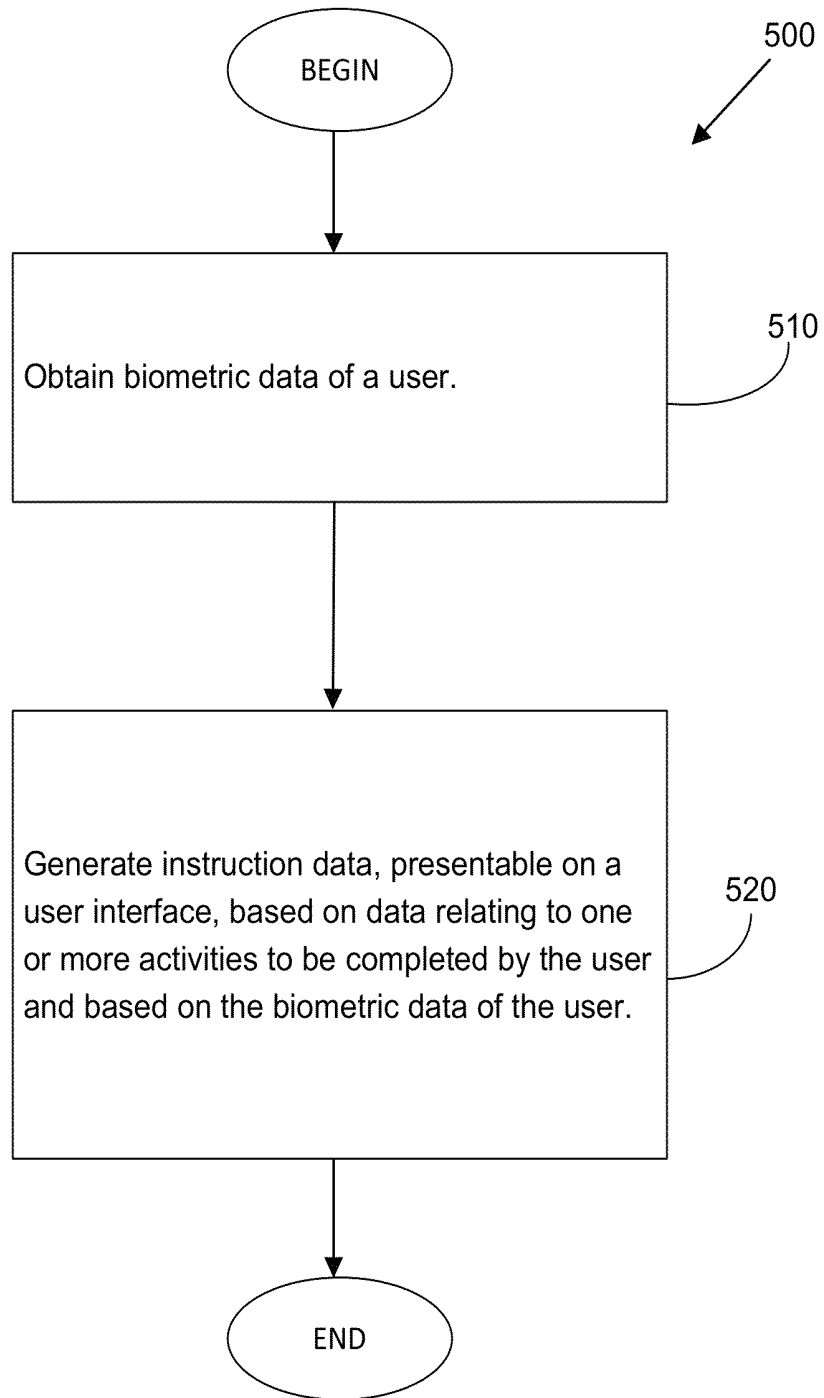 BEGIN
500
510
Obtain biometric data of a user.
Generate instruction data, presentable on a
user interface, based on data relating to one
or more activities to be completed by the user
and based on the biometric data of the user.
520
END